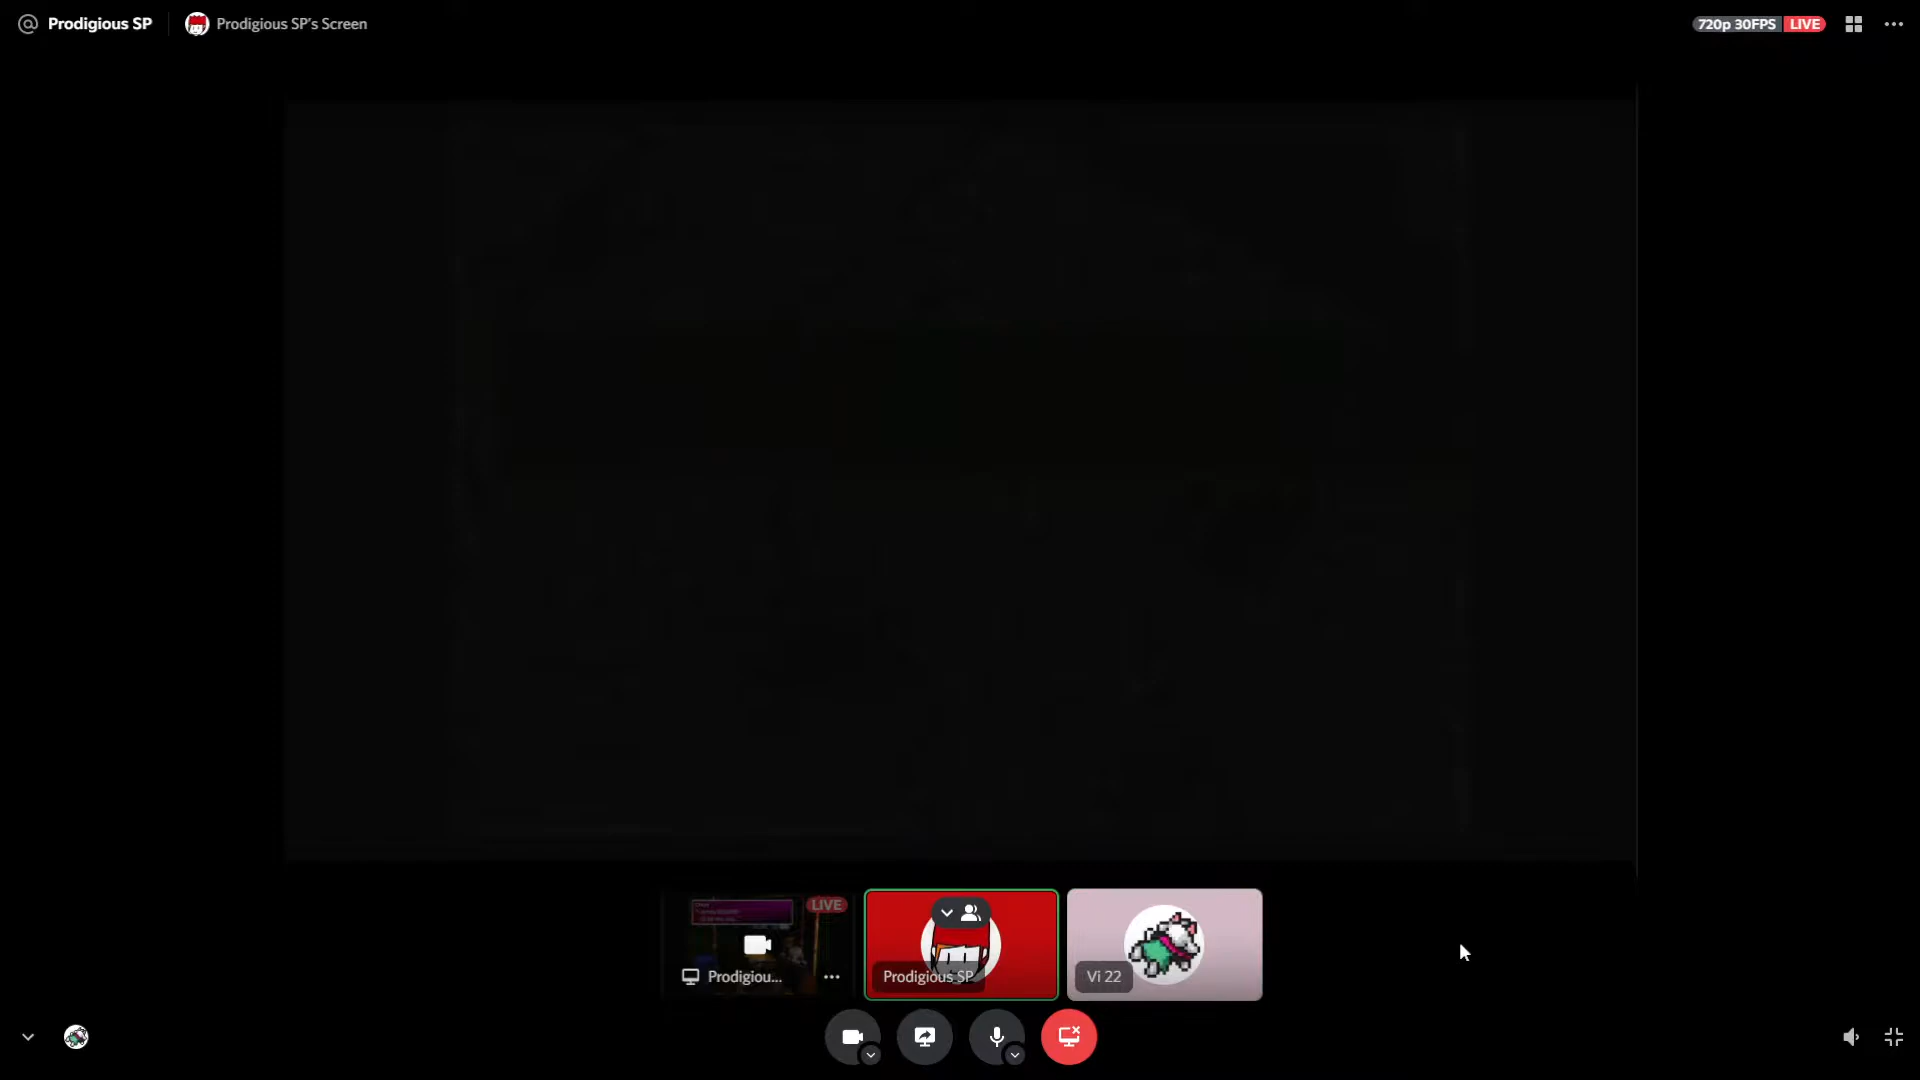 Prodigious SP
Prodigious SP's Screen
720p 30FPS LIVE
LIVE
Prodigiou...
Prodigious SP
Vi 22